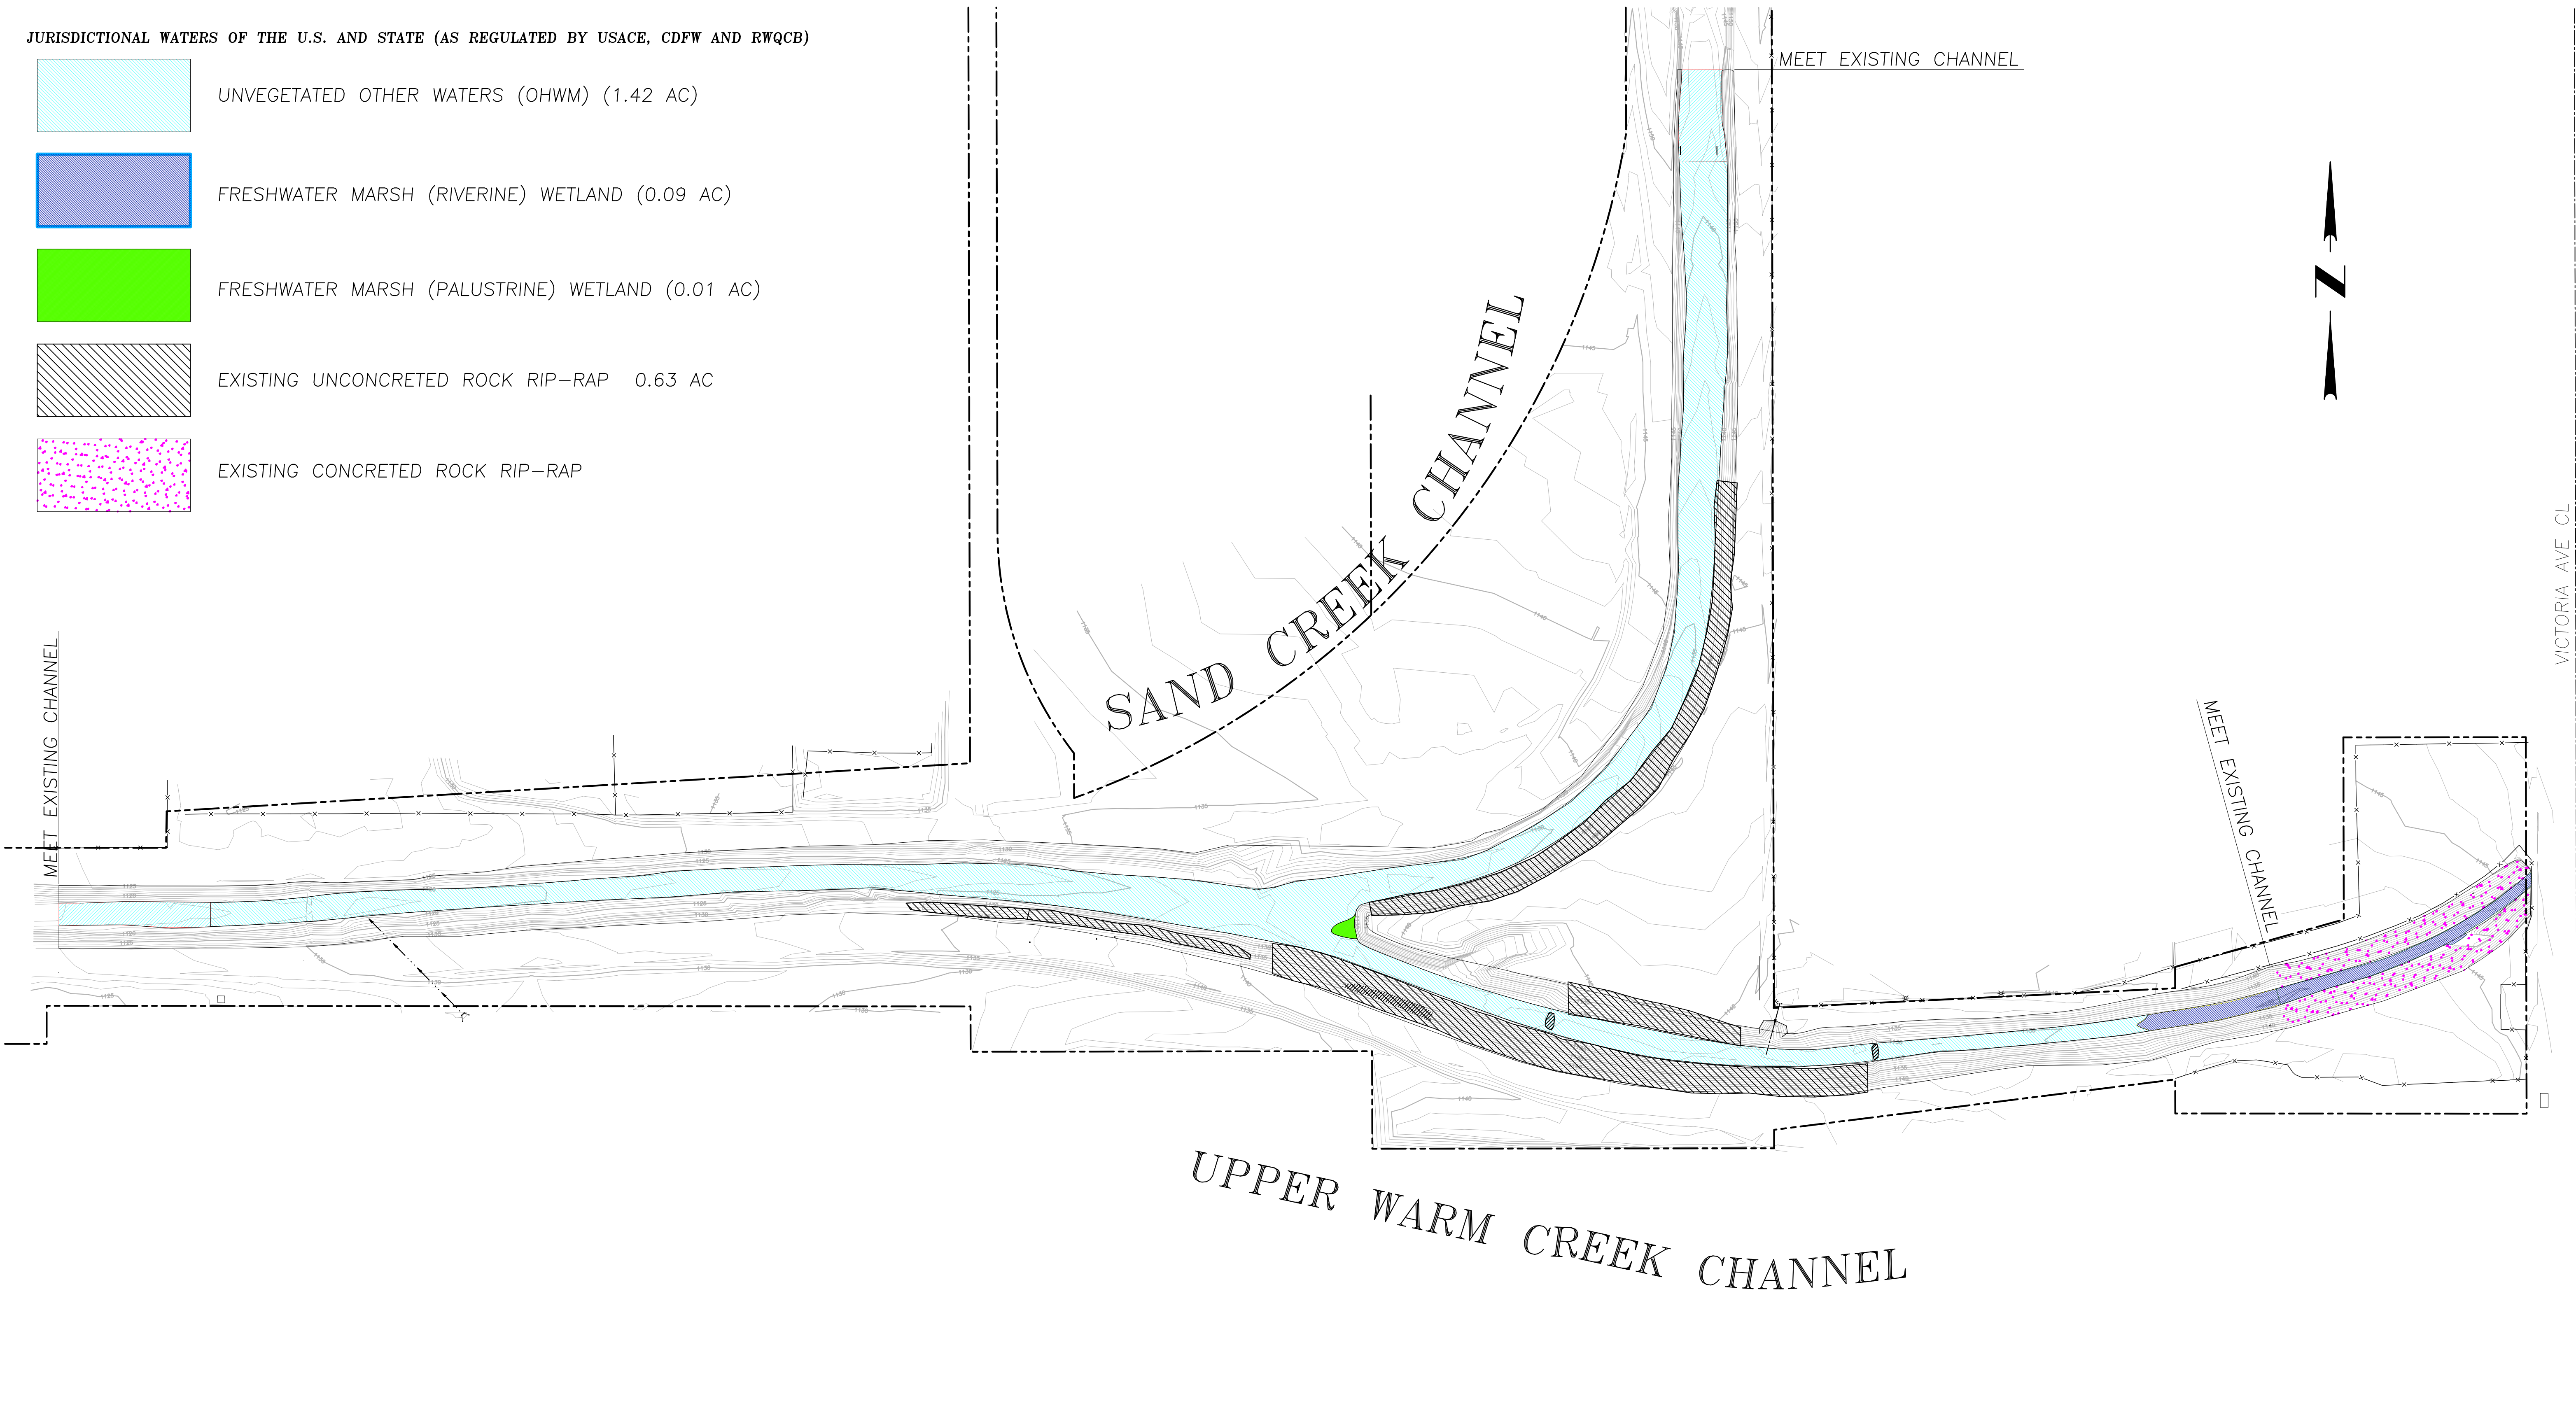 JURISDICTIONAL WATERS OF THE U.S. AND STATE (AS REGULATED BY USACE, CDFW AND RWQCB)
UNVEGETATED OTHER WATERS (OHWM) (1.42 AC)
FRESHWATER MARSH (RIVERINE) WETLAND (0.09 AC)
FRESHWATER MARSH (PALUSTRINE) WETLAND (0.01 AC)
EXISTING UNCONCRETED ROCK RIP-RAP 0.63 AC
EXISTING CONCRETED ROCK RIP-RAP
MEET EXISTING CHANNEL
N
SAND CREEK CHANNEL
VICTORIA AVE CL
MEET EXISTING CHANNEL
MEET EXISTING CHANNEL
UPPER WARM CREEK CHANNEL